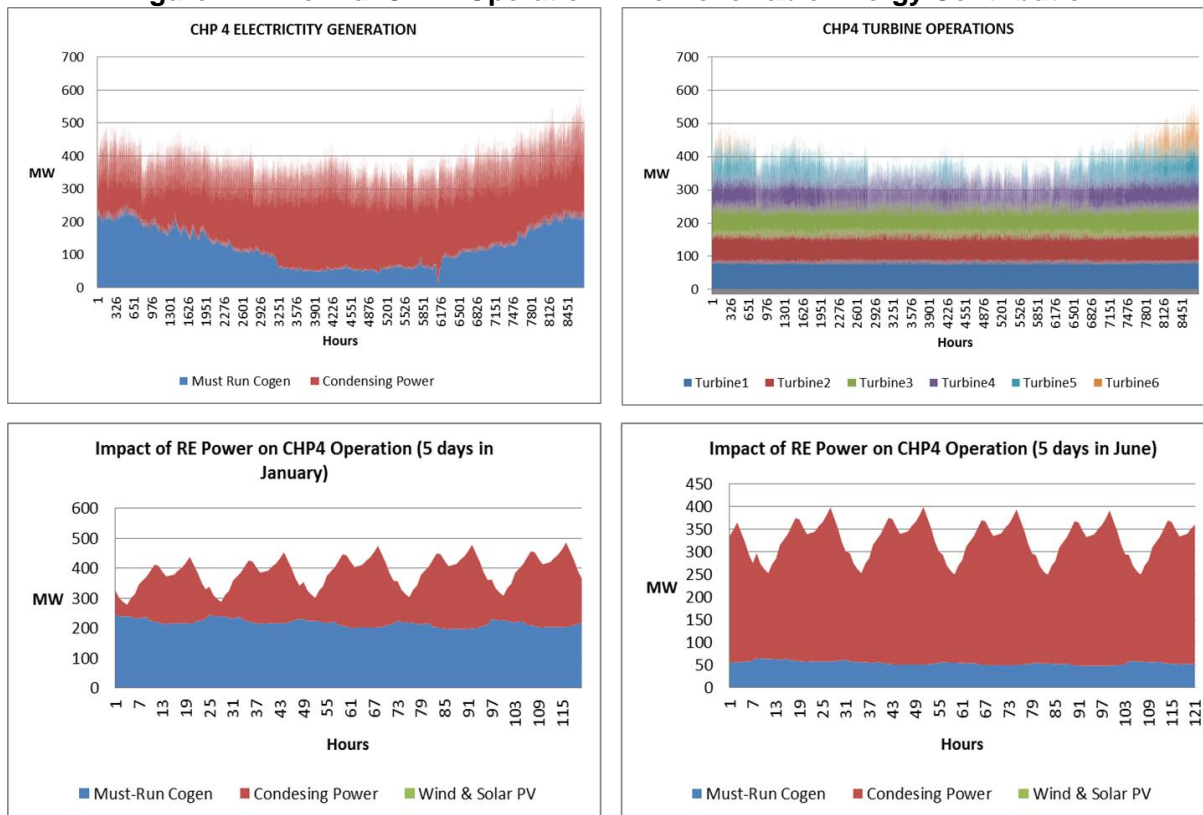 Figure Operation Energy Contribution
CHP 4 ELECTRICTITY GENERATION
700
600
500
400
300
200
100
0
MW
1 326 651 976 1301 1626 1951 2276 2601 2926 3251 3576 3901 4226 4551 4876 5201 5526 5851 6176 6501 6826 7151 7476 7801 8126 8451
Hours
Must Run Cogen Condensing Power
CHP4 TURBINE OPERATIONS
700
600
500
400
300
200
100
0
MW
1 326 651 976 1301 1626 1951 2276 2601 2926 3251 3576 3901 4226 4551 4876 5201 5526 5851 6176 6501 6826 7151 7476 7801 8126 8451
Hours
Turbine1 Turbine2 Turbine3 Turbine4 Turbine5 Turbine6
Impact of RE Power on CHP4 Operation (5 days in
January)
600
500
400
300
200
100
0
MW
1 7 13 19 25 31 37 43 49 55 61 67 73 79 85 91 97 103 109 115
Hours
Must-Run Cogen Condesing Power Wind & Solar PV
Impact of RE Power on CHP4 Operation (5 days in June)
450
400
350
300
250
200
150
100
50
0
MW
1 7 13 19 25 31 37 43 49 55 61 67 73 79 85 91 97 103 109 115 121
Hours
Must-Run Cogen Condesing Power Wind & Solar PV